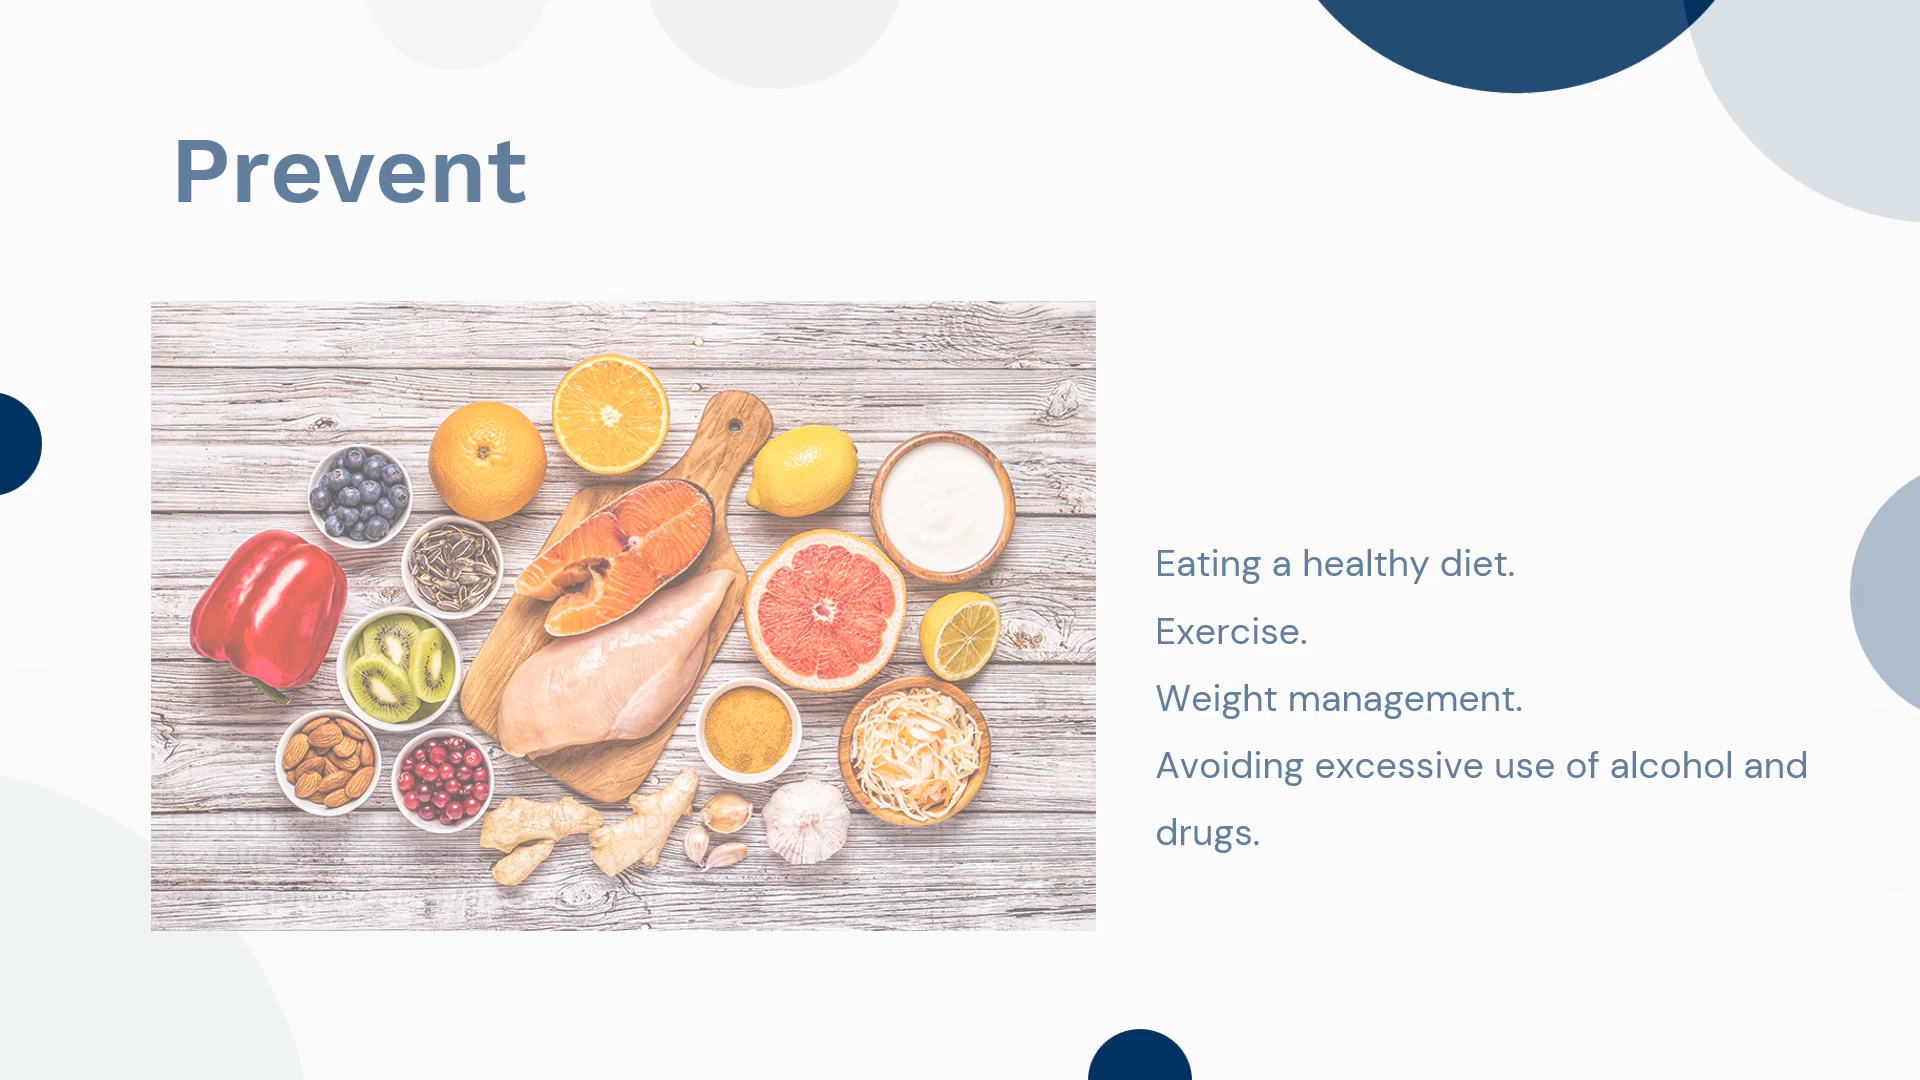 Prevent
Eating a healthy diet.
Exercise.
Weight management.
Avoiding excessive use of alcohol and
drugs.